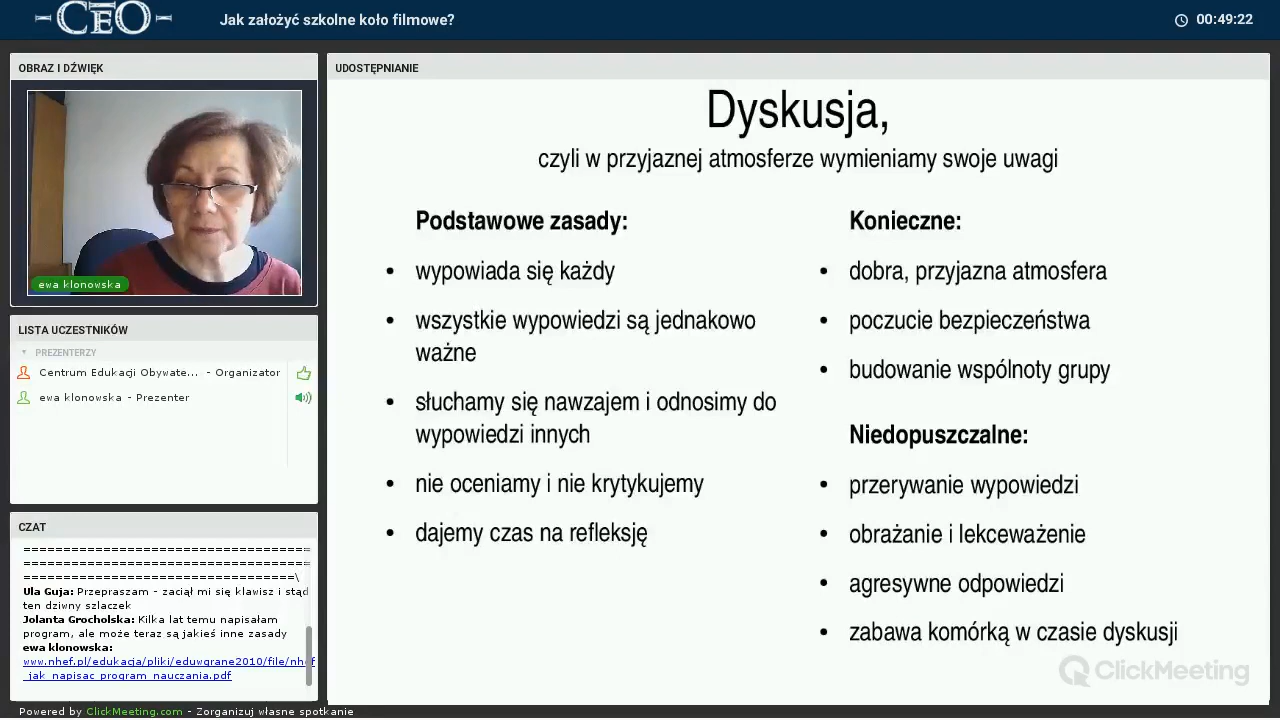 CEO
Jak założyć szkolne koło filmowe?
00:49:22
OBRAZ I DŹWIĘK
ewa klonowska
LISTA UCZESTNIKÓW
PREZENTERZY
Centrum Edukacji Obywate... - Organizator
ewa klonowska - Prezenter
CZAT
====================================
====================================
==================================\
Ula Guja: Przepraszam - zaciął mi się klawisz i stąd
ten dziwny szlaczek
Jolanta Grocholska: Kilka lat temu napisałam
program, ale może teraz są jakieś inne zasady
ewa klonowska:
www.nhef.pl/edukacja/pliki/eduwgrane2010/file/nhef
_jak_napisac_program_nauczania.pdf
Powered by ClickMeeting.com - Zorganizuj własne spotkanie
UDOSTĘPNIANIE
Dyskusja,
czyli w przyjaznej atmosferze wymieniamy swoje uwagi
Podstawowe zasady:
• wypowiada się każdy
• wszystkie wypowiedzi są jednakowo
ważne
• słuchamy się nawzajem i odnosimy do
wypowiedzi innych
• nie oceniamy i nie krytykujemy
• dajemy czas na refleksję
Konieczne:
• dobra, przyjazna atmosfera
• poczucie bezpieczeństwa
• budowanie wspólnoty grupy
Niedopuszczalne:
• przerywanie wypowiedzi
• obrażanie i lekceważenie
• agresywne odpowiedzi
• zabawa komórką w czasie dyskusji
ClickMeeting